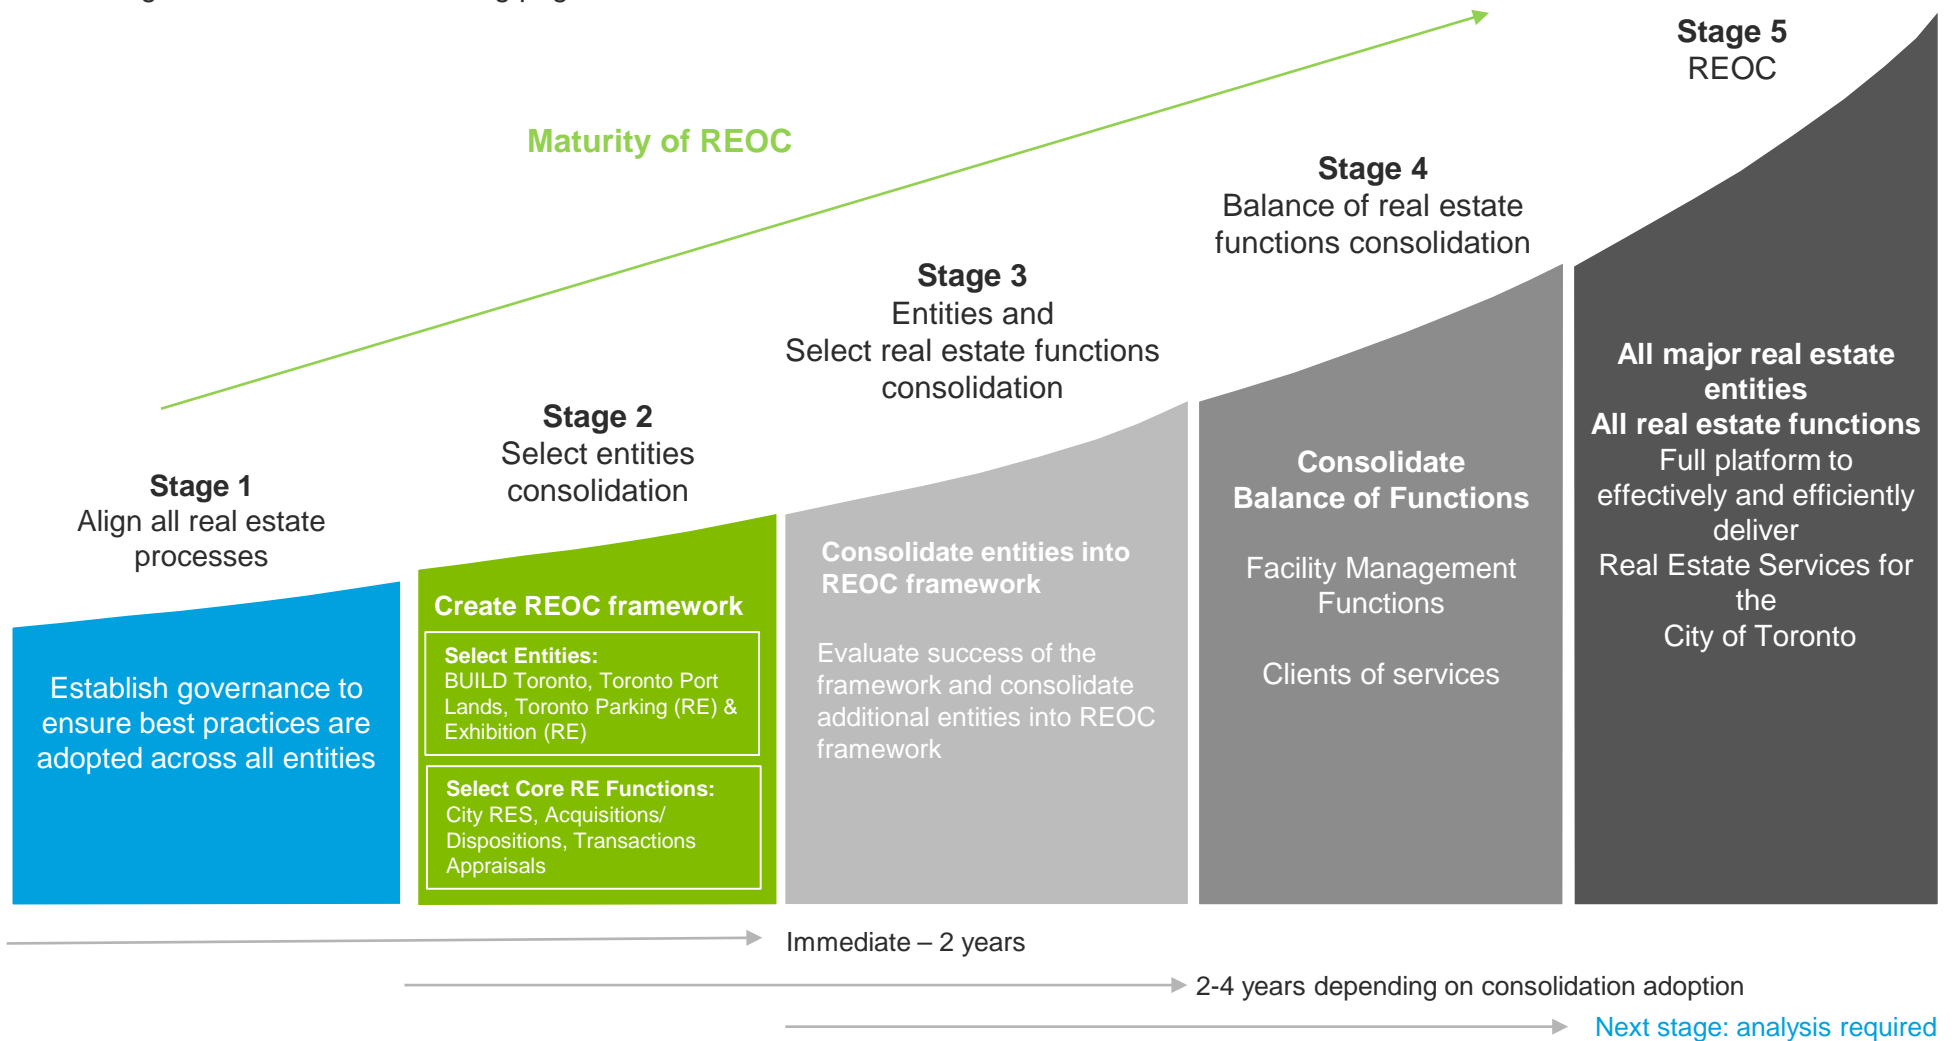 Maturity of REOC
Stage 1
Align all real estate
processes
Establish governance to
ensure best practices are
adopted across all entities
Stage 2
Select entities
consolidation
Create REOC framework
Select Entities:
BUILD Toronto, Toronto Port
Lands, Toronto Parking (RE) &
Exhibition (RE)
Select Core RE Functions:
City RES, Acquisitions/
Dispositions, Transactions
Appraisals
Stage 3
Entities and
Select real estate functions
consolidation
Consolidate entities into
REOC framework
Evaluate success of the
framework and consolidate
additional entities into REOC
framework
Stage 4
Balance of real estate
functions consolidation
Consolidate
Balance of Functions
Facility Management
Functions
Clients of services
Stage 5
REOC
All major real estate
entities
All real estate functions
Full platform to
effectively and efficiently
deliver
Real Estate Services for
the
City of Toronto
Immediate – 2 years
2-4 years depending on consolidation adoption
Next stage: analysis required